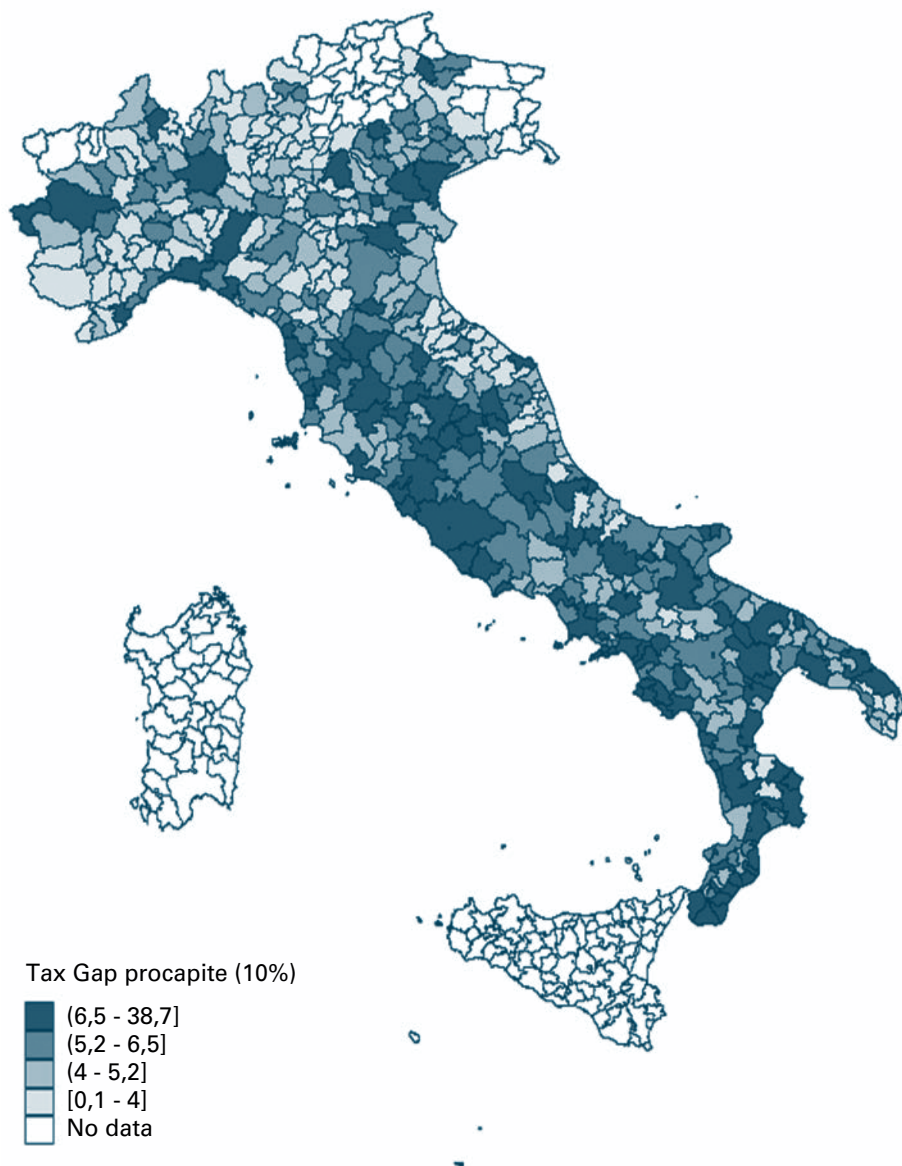 Tax Gap procapite (10%)
(6,5 - 38,7]
(5,2 - 6,5]
(4 - 5,2]
[0,1 - 4]
No data